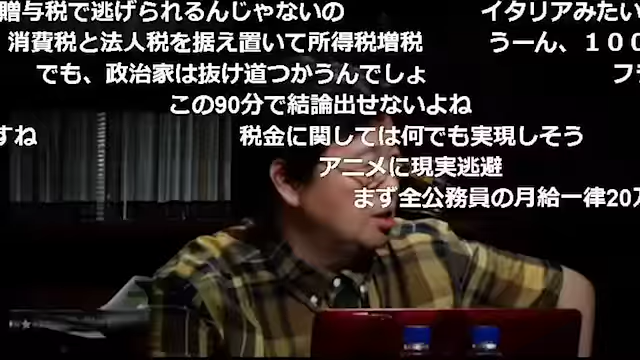 贈与税で逃げられるんじゃないの
イタリアみたい
消費税と法人税を据え置いて所得税増税
うーん、１００
でも、政治家は抜け道つかうんでしょ
フ
この90分で結論出せないよね
すね
税金に関しては何でも実現しそう
アニメに現実逃避
まず全公務員の月給一律20万